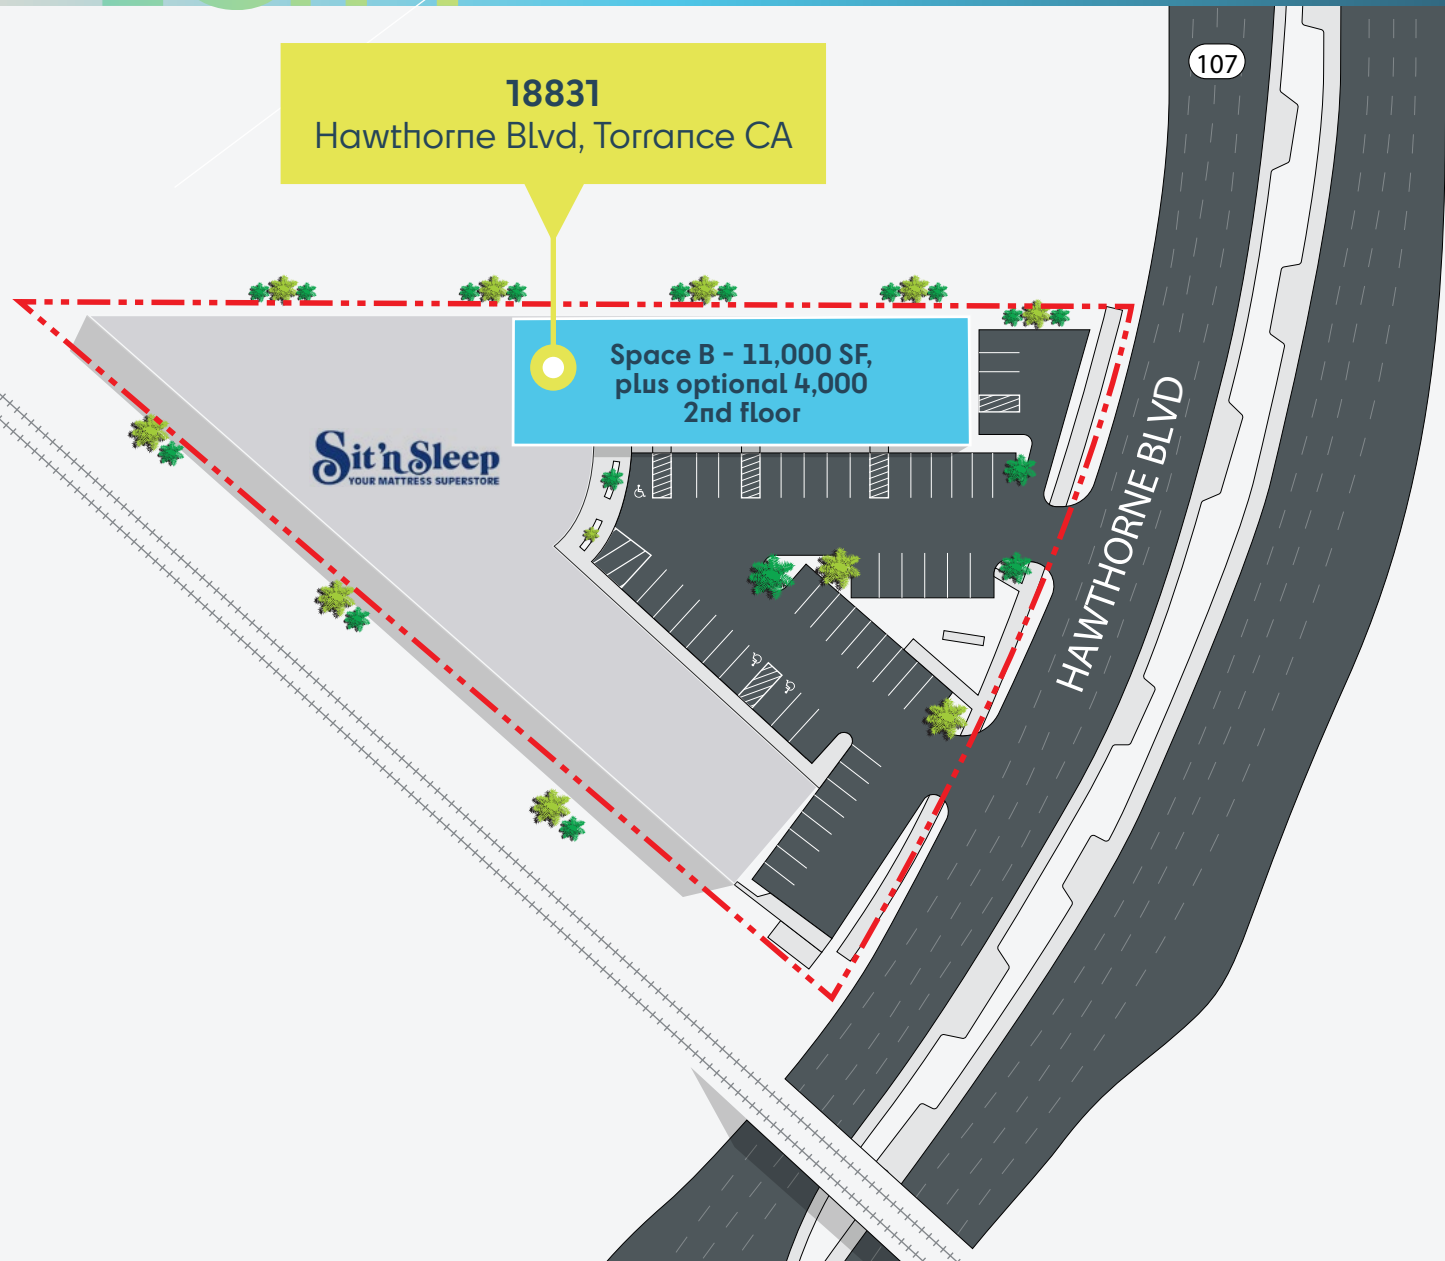 107
18831
Hawthorne Blvd, Torrance CA
Space B - 11,000 SF,
plus optional 4,000
2nd floor
Sit'n Sleep
YOUR MATTRESS SUPERSTORE
HAWTHORNE BLVD